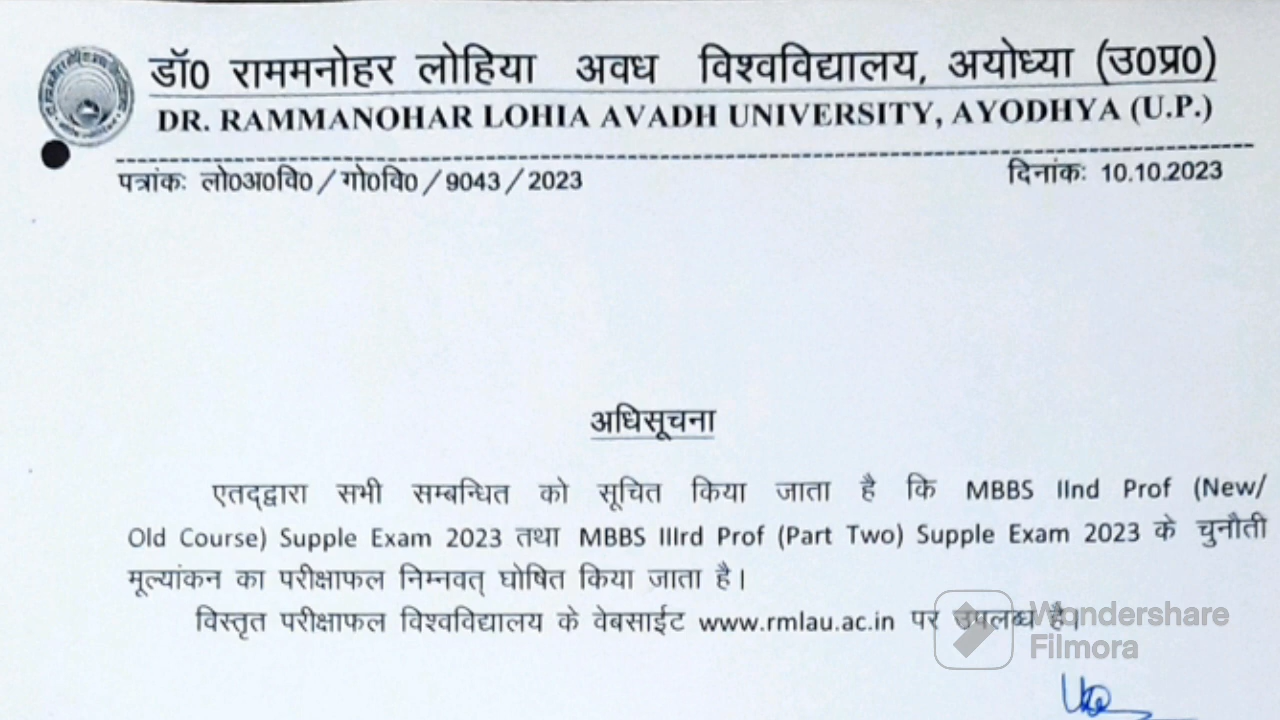 डॉ0 राममनोहर लोहिया अवध विश्वविद्यालय, अयोध्या (उ0प्र0)
DR. RAMMANOHAR LOHIA AVADH UNIVERSITY, AYODHYA (U.P.)
पत्रांकः लो0अ0वि0/गो0वि0/9043/2023 दिनांकः 10.10.2023
अधिसूचना
एतद्द्वारा सभी सम्बन्धित को सूचित किया जाता है कि MBBS IInd Prof (New/
Old Course) Supple Exam 2023 तथा MBBS IIIrd Prof (Part Two) Supple Exam 2023 के चुनौती
मूल्यांकन का परीक्षाफल निम्नवत् घोषित किया जाता है।
विस्तृत परीक्षाफल विश्वविद्यालय के वेबसाईट www.rmlau.ac.in पर उपलब्ध है।
Wondershare
Filmora